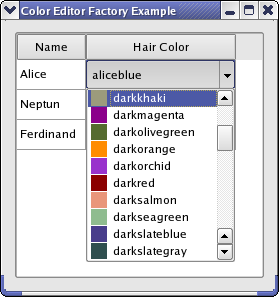 Color Editor Factory Example
Name Hair Color
Alice aliceblue
Neptun
Ferdinand
darkkhaki
darkmagenta
darkolivegreen
darkorange
darkorchid
darkred
darksalmon
darkseagreen
darkslateblue
darkslategray